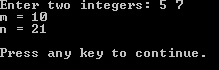 Enter two integers: 5 7
m = 10
n = 21
Press any key to continue.